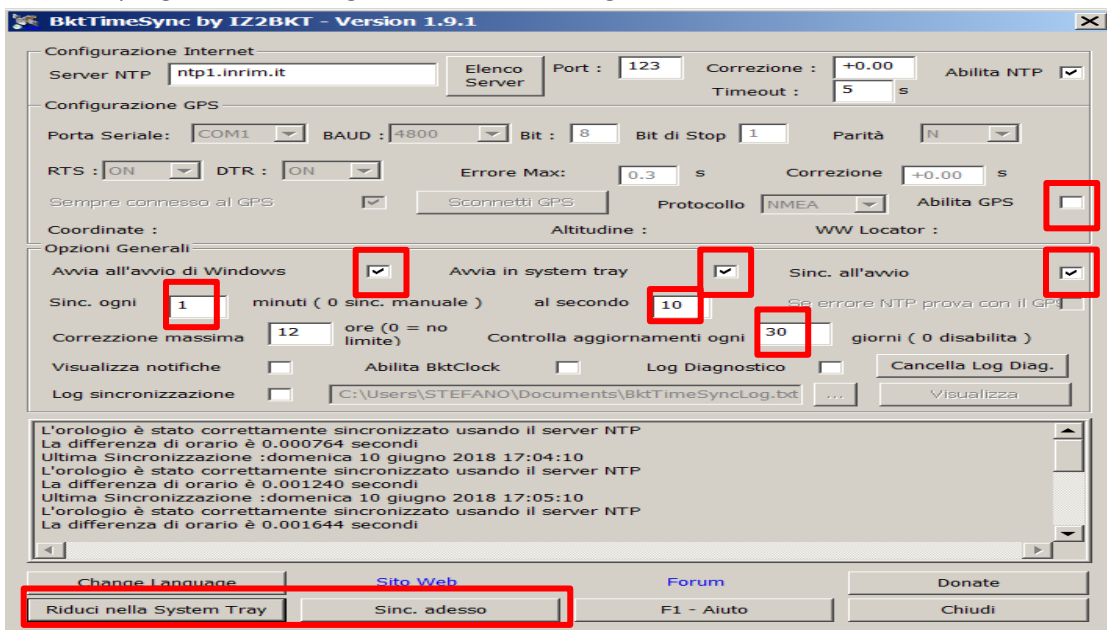 BktTimeSync by IZ2BKT - Version 1.9.1
Configurazione Internet
Server NTP ntp1.inrim.it Elenco Server Port : 123 Correzione : +0.00 Abilita NTP
Timeout : 5 s
Configurazione GPS
Porta Seriale: COM1 BAUD : 4800 Bit : 8 Bit di Stop 1 Parità N
RTS : ON DTR : ON Errore Max: 0.3 s Correzione +0.00 s
Sempre connesso al GPS Sconnetti GPS Protocollo NMEA Abilita GPS
Coordinate : Altitudine : WW Locator :
Opzioni Generali
Avvia all'avvio di Windows Avvia in system tray Sinc. all'avvio
Sinc. ogni 1 minuti ( 0 sinc. manuale ) al secondo 10 Se errore NTP prova con il GPS
Correzzione massima 12 ore (0 = no limite) Controlla aggiornamenti ogni 30 giorni ( 0 disabilita )
Visualizza notifiche Abilita BktClock Log Diagnostico Cancella Log Diag.
Log sincronizzazione C:\Users\STEFANO\Documents\BktTimeSyncLog.txt ... Visualizza
L'orologio è stato correttamente sincronizzato usando il server NTP
La differenza di orario è 0.000764 secondi
Ultima Sincronizzazione :domenica 10 giugno 2018 17:04:10
L'orologio è stato correttamente sincronizzato usando il server NTP
La differenza di orario è 0.001240 secondi
Ultima Sincronizzazione :domenica 10 giugno 2018 17:05:10
L'orologio è stato correttamente sincronizzato usando il server NTP
La differenza di orario è 0.001644 secondi
Change Language Sito Web Forum Donate
Riduci nella System Tray Sinc. adesso F1 - Aiuto Chiudi